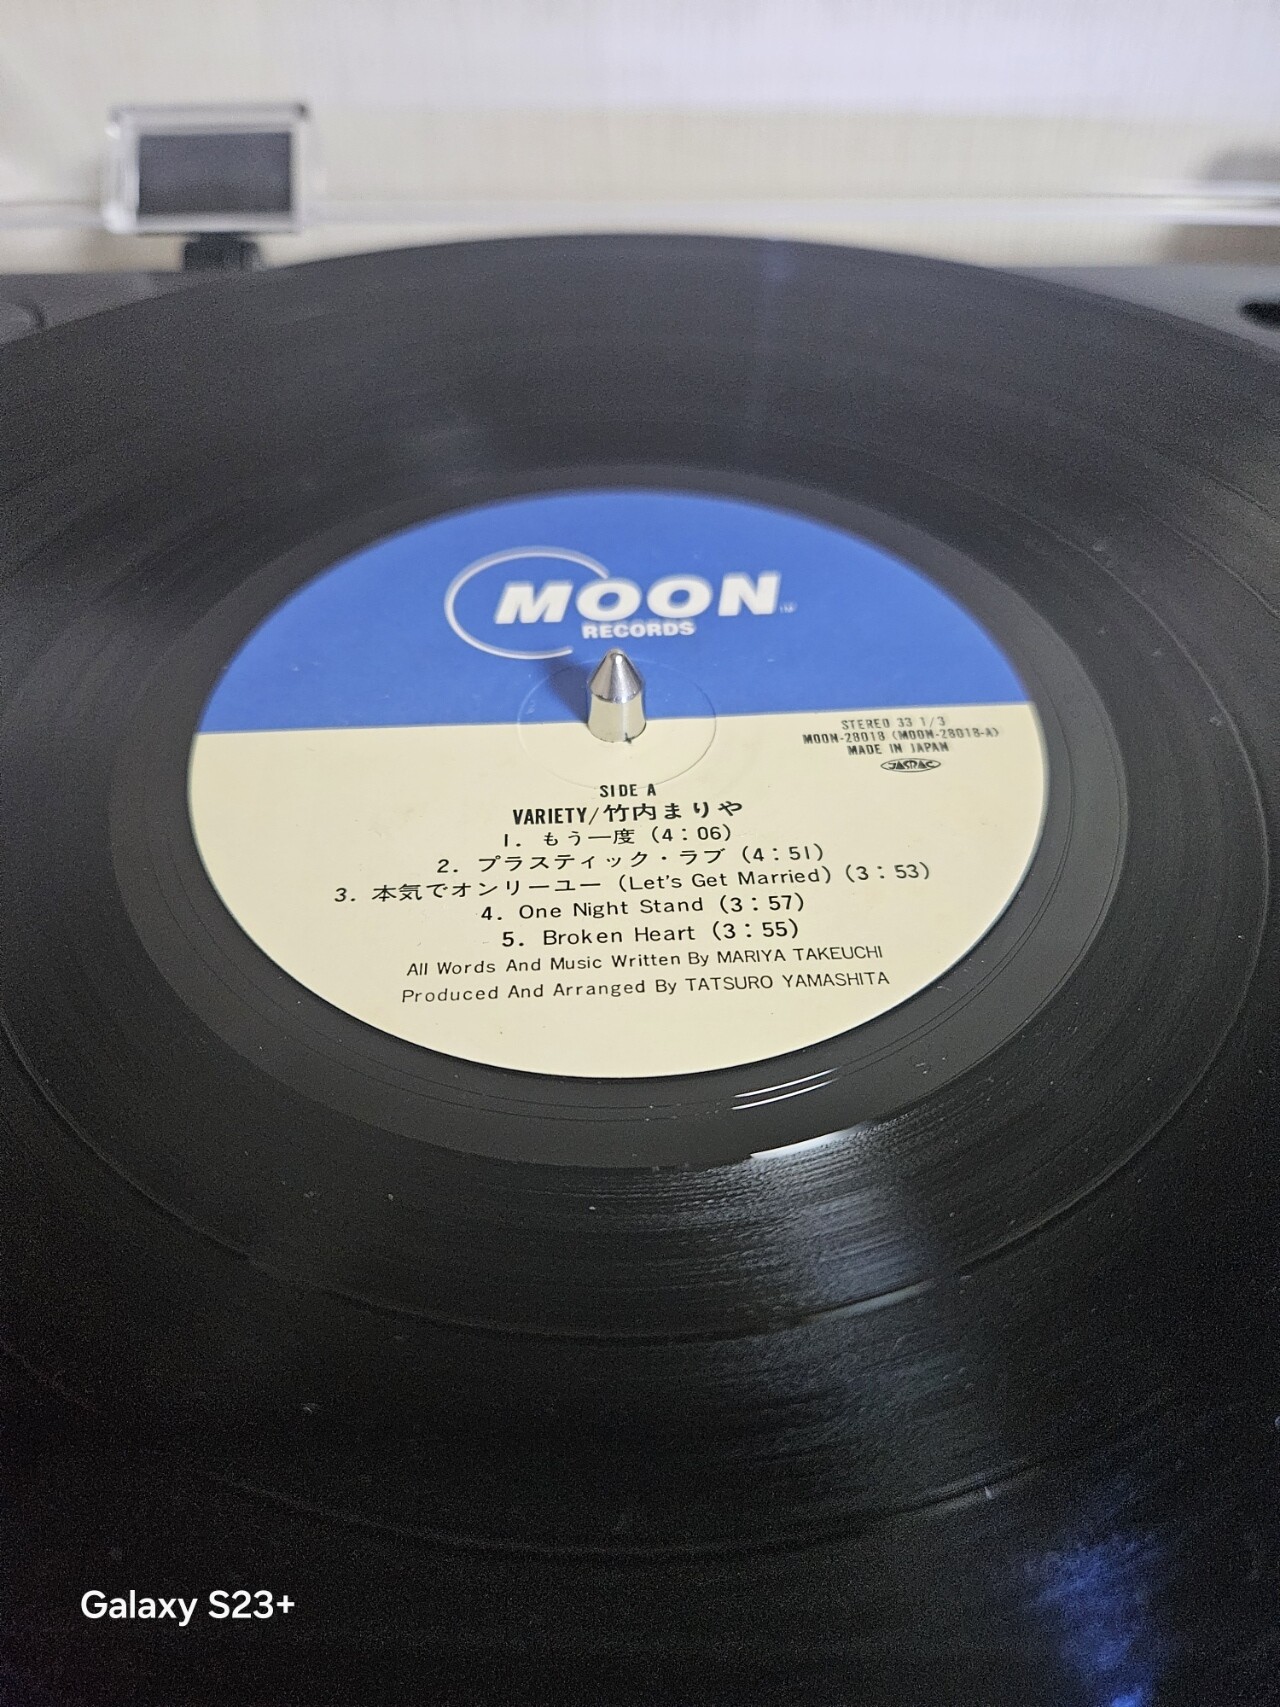 MOON
RECORDS
STEREO 33 1/3
MOON-28018 (MOON-28018-A)
MADE IN JAPAN
JASRAC
SIDE A
VARIETY/竹内まりや
1. もう一度 (4：06)
2. プラスティック・ラブ (4：51)
3. 本気でオンリーユー (Let's Get Married) (3：53)
4. One Night Stand (3：57)
5. Broken Heart (3：55)
All Words And Music Written By MARIYA TAKEUCHI
Produced And Arranged By TATSURO YAMASHITA
Galaxy S23+